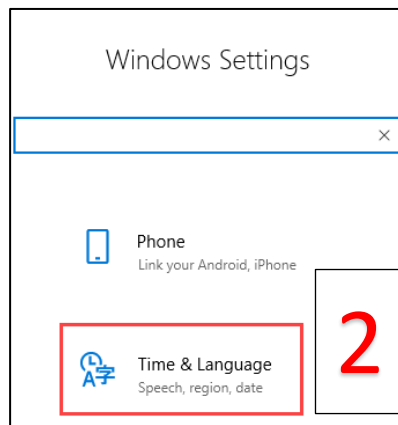 Windows Settings
Phone
Link your Android, iPhone
Time & Language
Speech, region, date
2